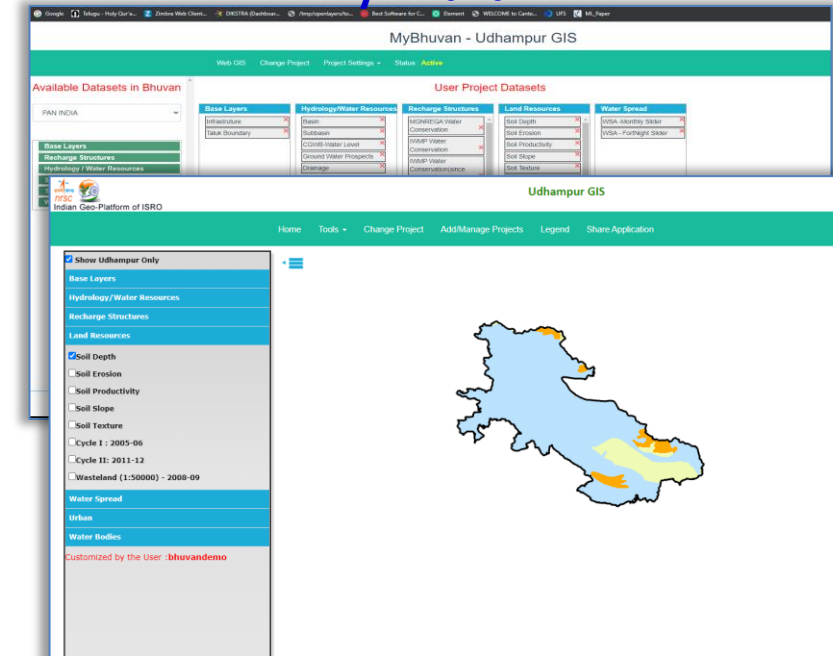 Google
Telugu - Holy Qur'a...
Zimbra Web Client...
DIKSTRA (Dashboar...
/tmp/openlayers/to...
Best Software for C...
Element
WELCOME to Cante...
UFS
ML_Paper
MyBhuvan - Udhampur GIS
Web GIS Change Project Project Settings Status : Active
Available Datasets in Bhuvan
User Project Datasets
PAN INDIA
Base Layers
Recharge Structures
Hydrology / Water Resources
Base Layers
Infrastruture
Taluk Boundary
Hydrology/Water Resources
Basin
Subbasin
CGWB-Water Level
Ground Water Prospects
Drainage
Recharge Structures
MGNREGA Water
Conservation
IWMP Water
Conservation
IWMP Water
Conservation(since
Land Resources
Soil Depth
Soil Erosion
Soil Productivity
Soil Slope
Soil Texture
Water Spread
WSA -Monthly Slider
WSA - FortNight Slider
nrsc
Indian Geo-Platform of ISRO
Udhampur GIS
Home Tools Change Project Add/Manage Projects Legend Share Application
Show Udhampur Only
Base Layers
Hydrology/Water Resources
Recharge Structures
Land Resources
Soil Depth
Soil Erosion
Soil Productivity
Soil Slope
Soil Texture
Cycle I : 2005-06
Cycle II: 2011-12
Wasteland (1:50000) - 2008-09
Water Spread
Urban
Water Bodies
Customized by the User :bhuvandemo